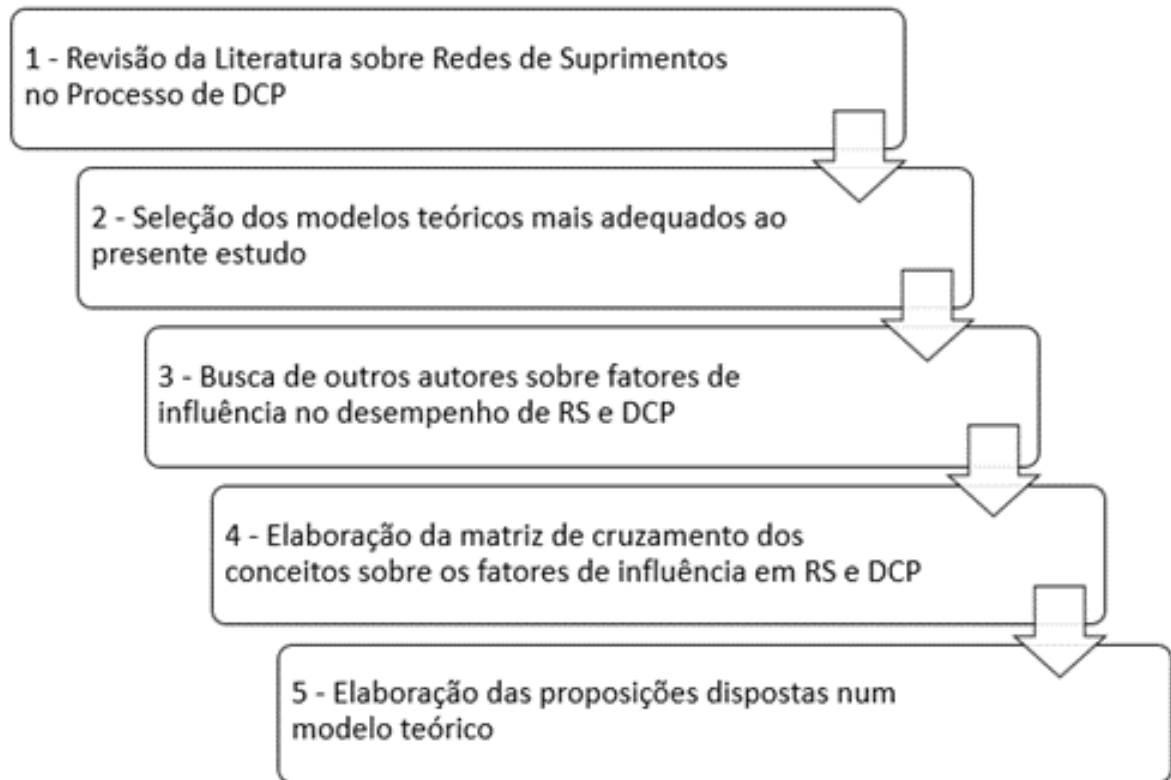 1 - Revisão da Literatura sobre Redes de Suprimentos
no Processo de DCP
2 - Seleção dos modelos teóricos mais adequados ao
presente estudo
3 - Busca de outros autores sobre fatores de
influência no desempenho de RS e DCP
4 - Elaboração da matriz de cruzamento dos
conceitos sobre os fatores de influência em RS e DCP
5 - Elaboração das proposições dispostas num
modelo teórico